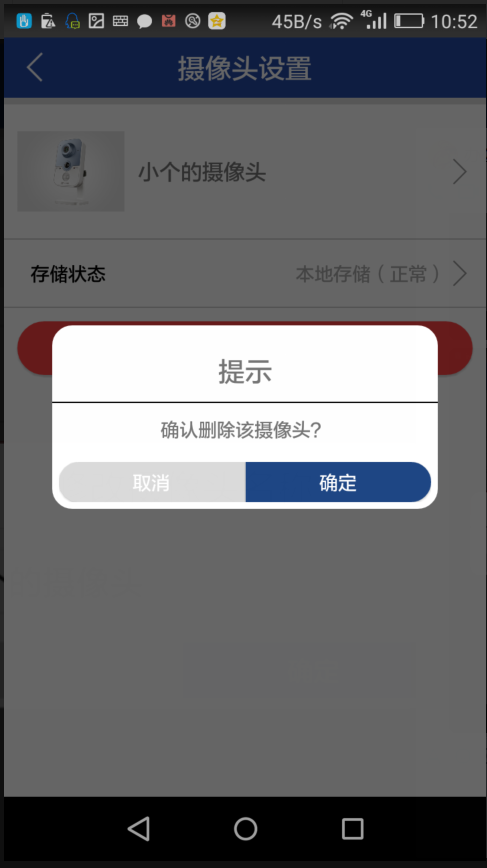 45B/s 4G 10:52
摄像头设置
小个的摄像头
存储状态 本地存储（正常）
提示
确认删除该摄像头?
取消 确定